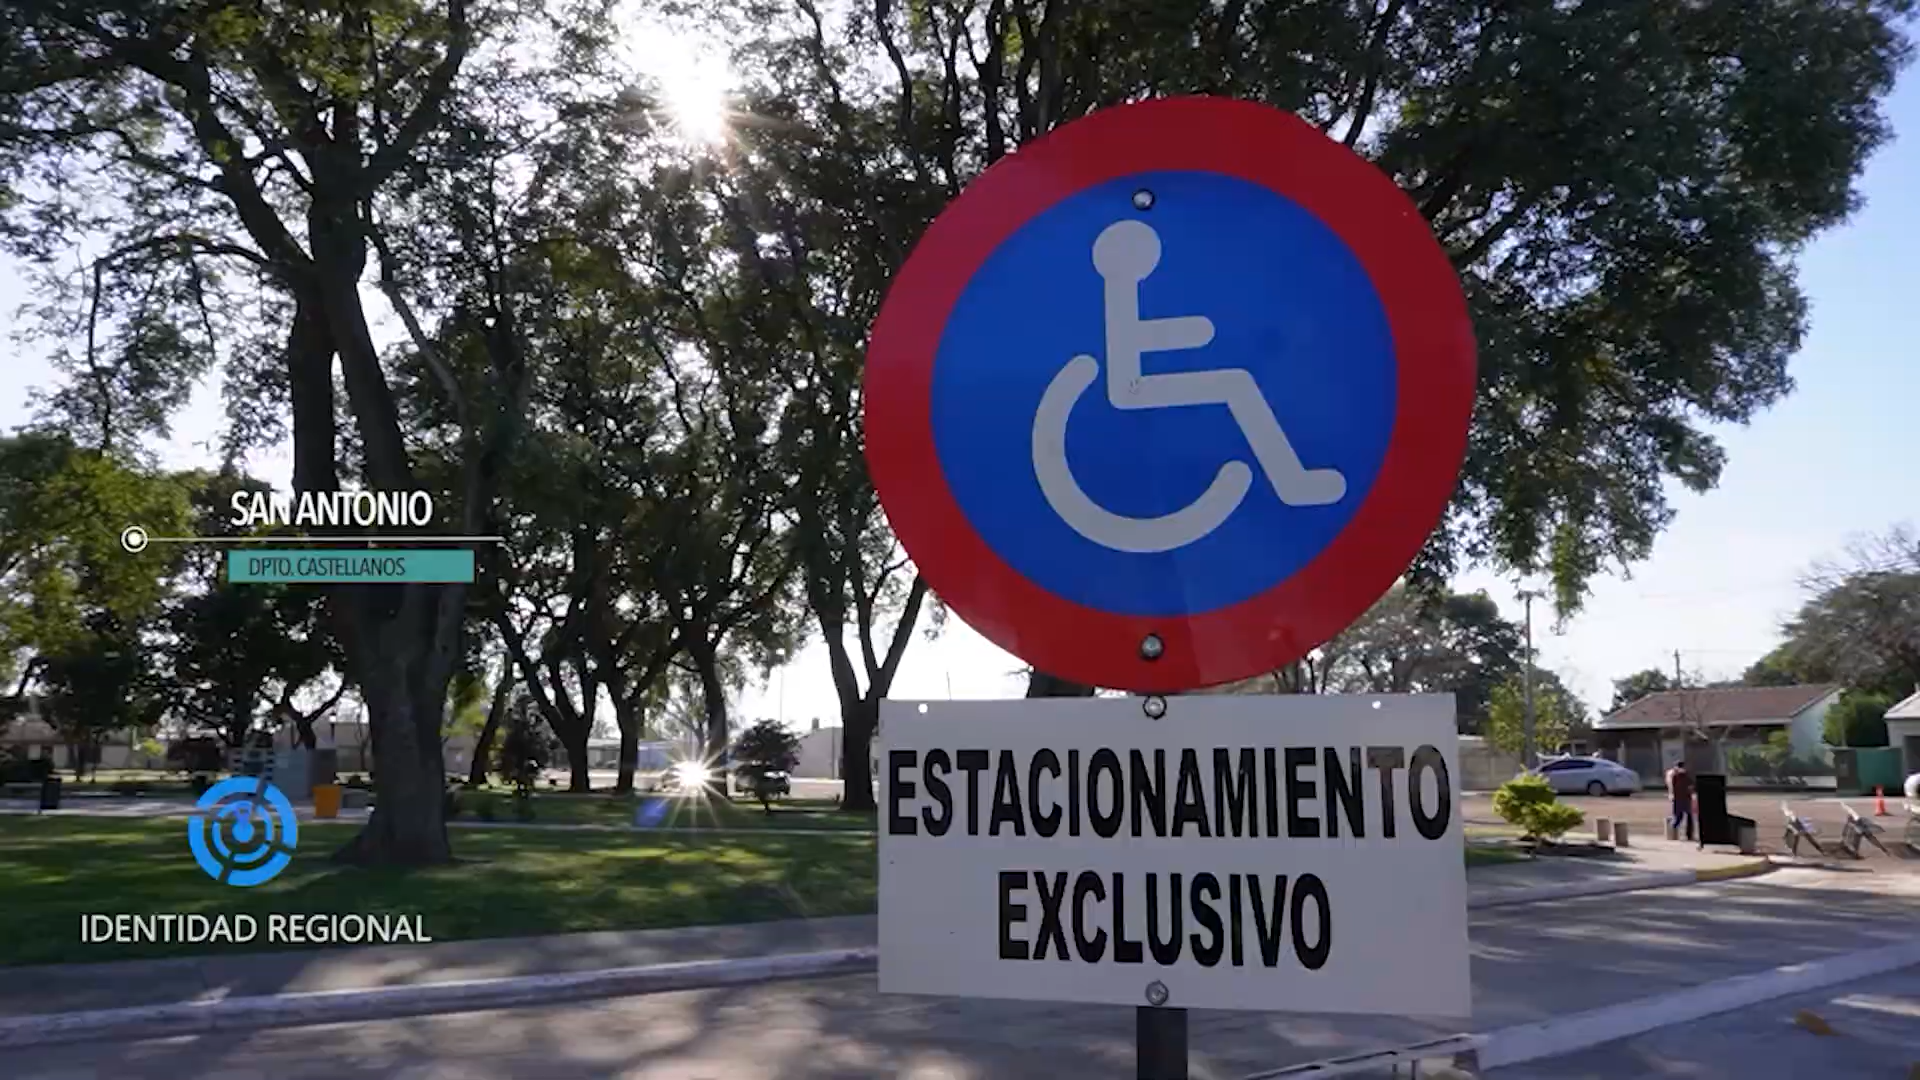 SAN ANTONIO
DPTO. CASTELLANOS
IDENTIDAD REGIONAL
ESTACIONAMIENTO
EXCLUSIVO